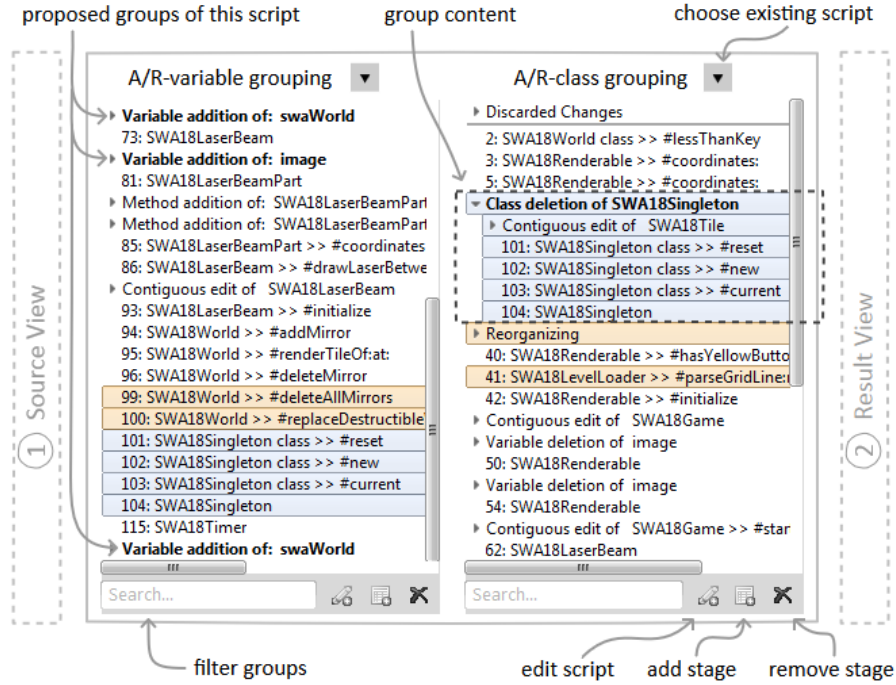 proposed groups of this script
group content
choose existing script
A/R-variable grouping
Variable addition of: swaWorld
73: SWA18LaserBeam
Variable addition of: image
81: SWA18LaserBeamPart
Method addition of: SWA18LaserBeamPart
Method addition of: SWA18LaserBeamPart
85: SWA18LaserBeamPart >> #coordinates
86: SWA18LaserBeam >> #drawLaserBetwe
Contiguous edit of SWA18LaserBeam
93: SWA18LaserBeam >> #initialize
94: SWA18World >> #addMirror
95: SWA18World >> #renderTileOf:at:
96: SWA18World >> #deleteMirror
99: SWA18World >> #deleteAllMirrors
100: SWA18World >> #replaceDestructible
101: SWA18Singleton class >> #reset
102: SWA18Singleton class >> #new
103: SWA18Singleton class >> #current
104: SWA18Singleton
115: SWA18Timer
Variable addition of: swaWorld
Search...
A/R-class grouping
Discarded Changes
2: SWA18World class >> #lessThanKey
3: SWA18Renderable >> #coordinates:
5: SWA18Renderable >> #coordinates:
Class deletion of SWA18Singleton
Contiguous edit of SWA18Tile
101: SWA18Singleton class >> #reset
102: SWA18Singleton class >> #new
103: SWA18Singleton class >> #current
104: SWA18Singleton
Reorganizing
40: SWA18Renderable >> #hasYellowButto
41: SWA18LevelLoader >> #parseGridLine:
42: SWA18Renderable >> #initialize
Contiguous edit of SWA18Game
Variable deletion of image
50: SWA18Renderable
Variable deletion of image
54: SWA18Renderable
Contiguous edit of SWA18Game >> #star
62: SWA18LaserBeam
Search...
1 Source View
2 Result View
filter groups
edit script
add stage
remove stage